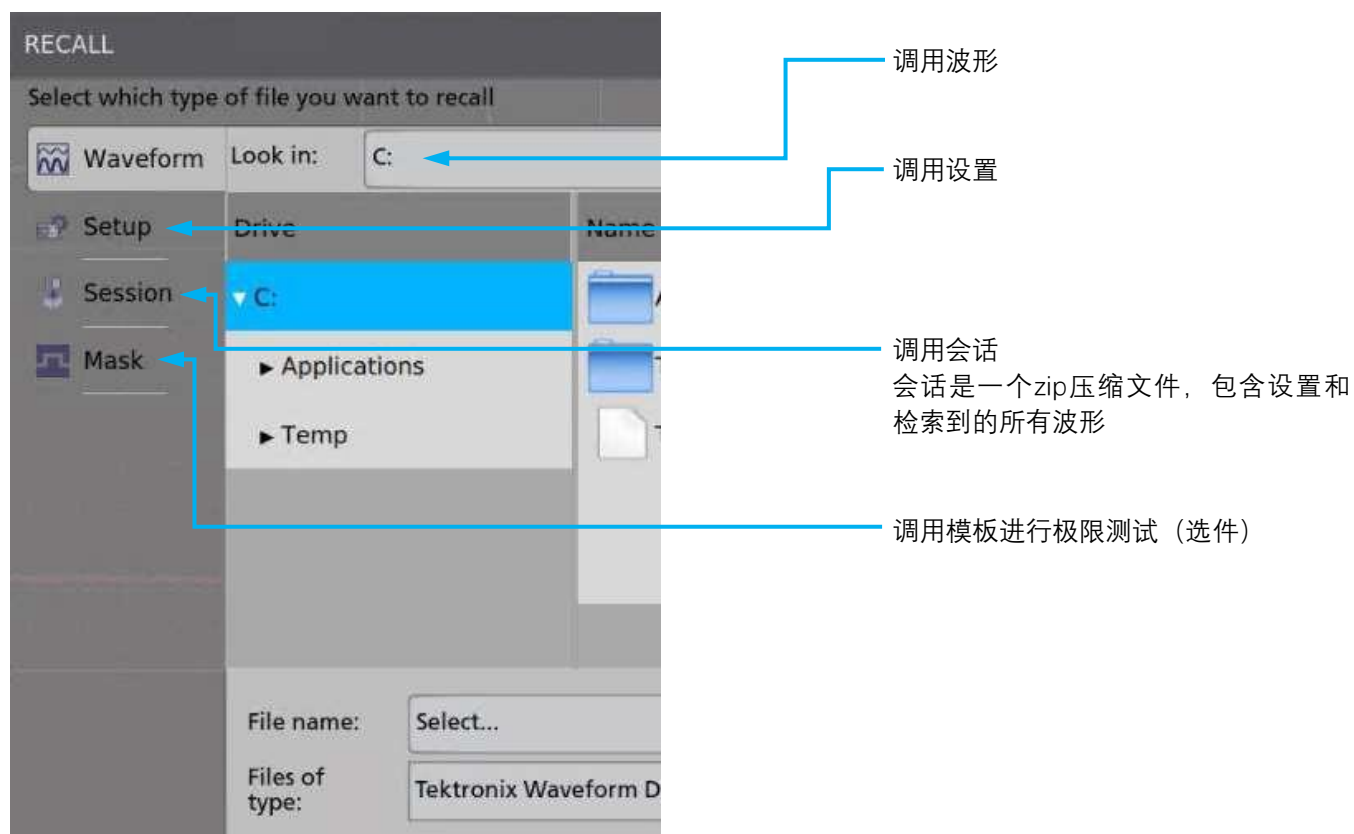 RECALL
Select which type of file you want to recall
Waveform
Look in:
C:
Setup
Drive
Name
Session
C:
Mask
Applications
Temp
File name:
Select...
Files of
type:
Tektronix Waveform D
调用波形
调用设置
调用会话
会话是一个zip压缩文件，包含设置和
检索到的所有波形
调用模板进行极限测试（选件）